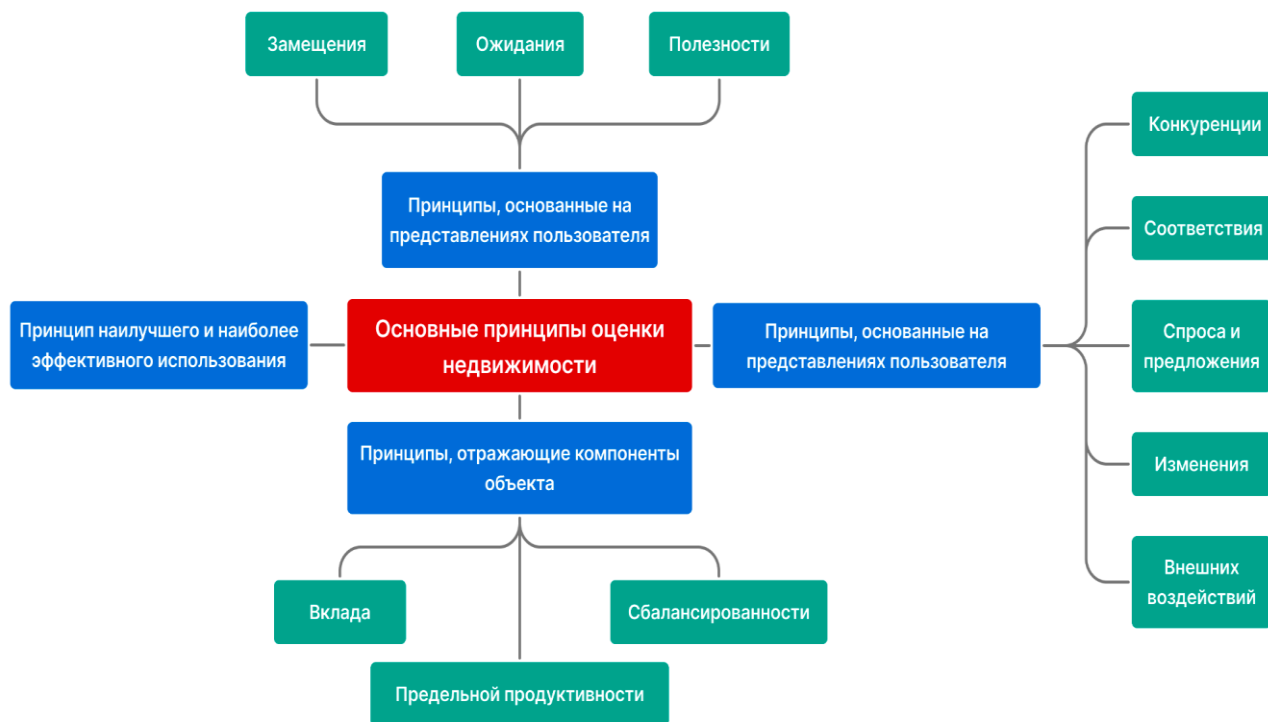 Замещения
Ожидания
Полезности
Принципы, основанные на
представлениях пользователя
Принцип наилучшего и наиболее
эффективного использования
Основные принципы оценки
недвижимости
Принципы, основанные на
представлениях пользователя
Конкуренции
Соответствия
Спроса и
предложения
Изменения
Внешних
воздействий
Принципы, отражающие компоненты
объекта
Вклада
Сбалансированности
Предельной продуктивности